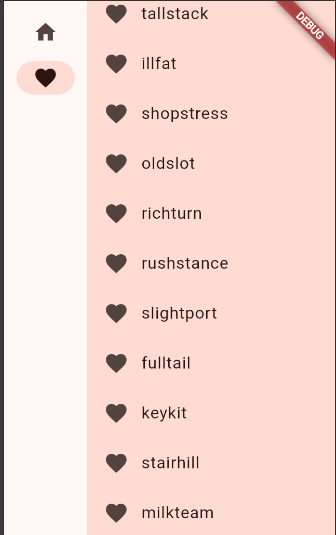 tallstack
DEBUG
illfat
shopstress
oldslot
richturn
rushstance
slightport
fulltail
keykit
stairhill
milkteam